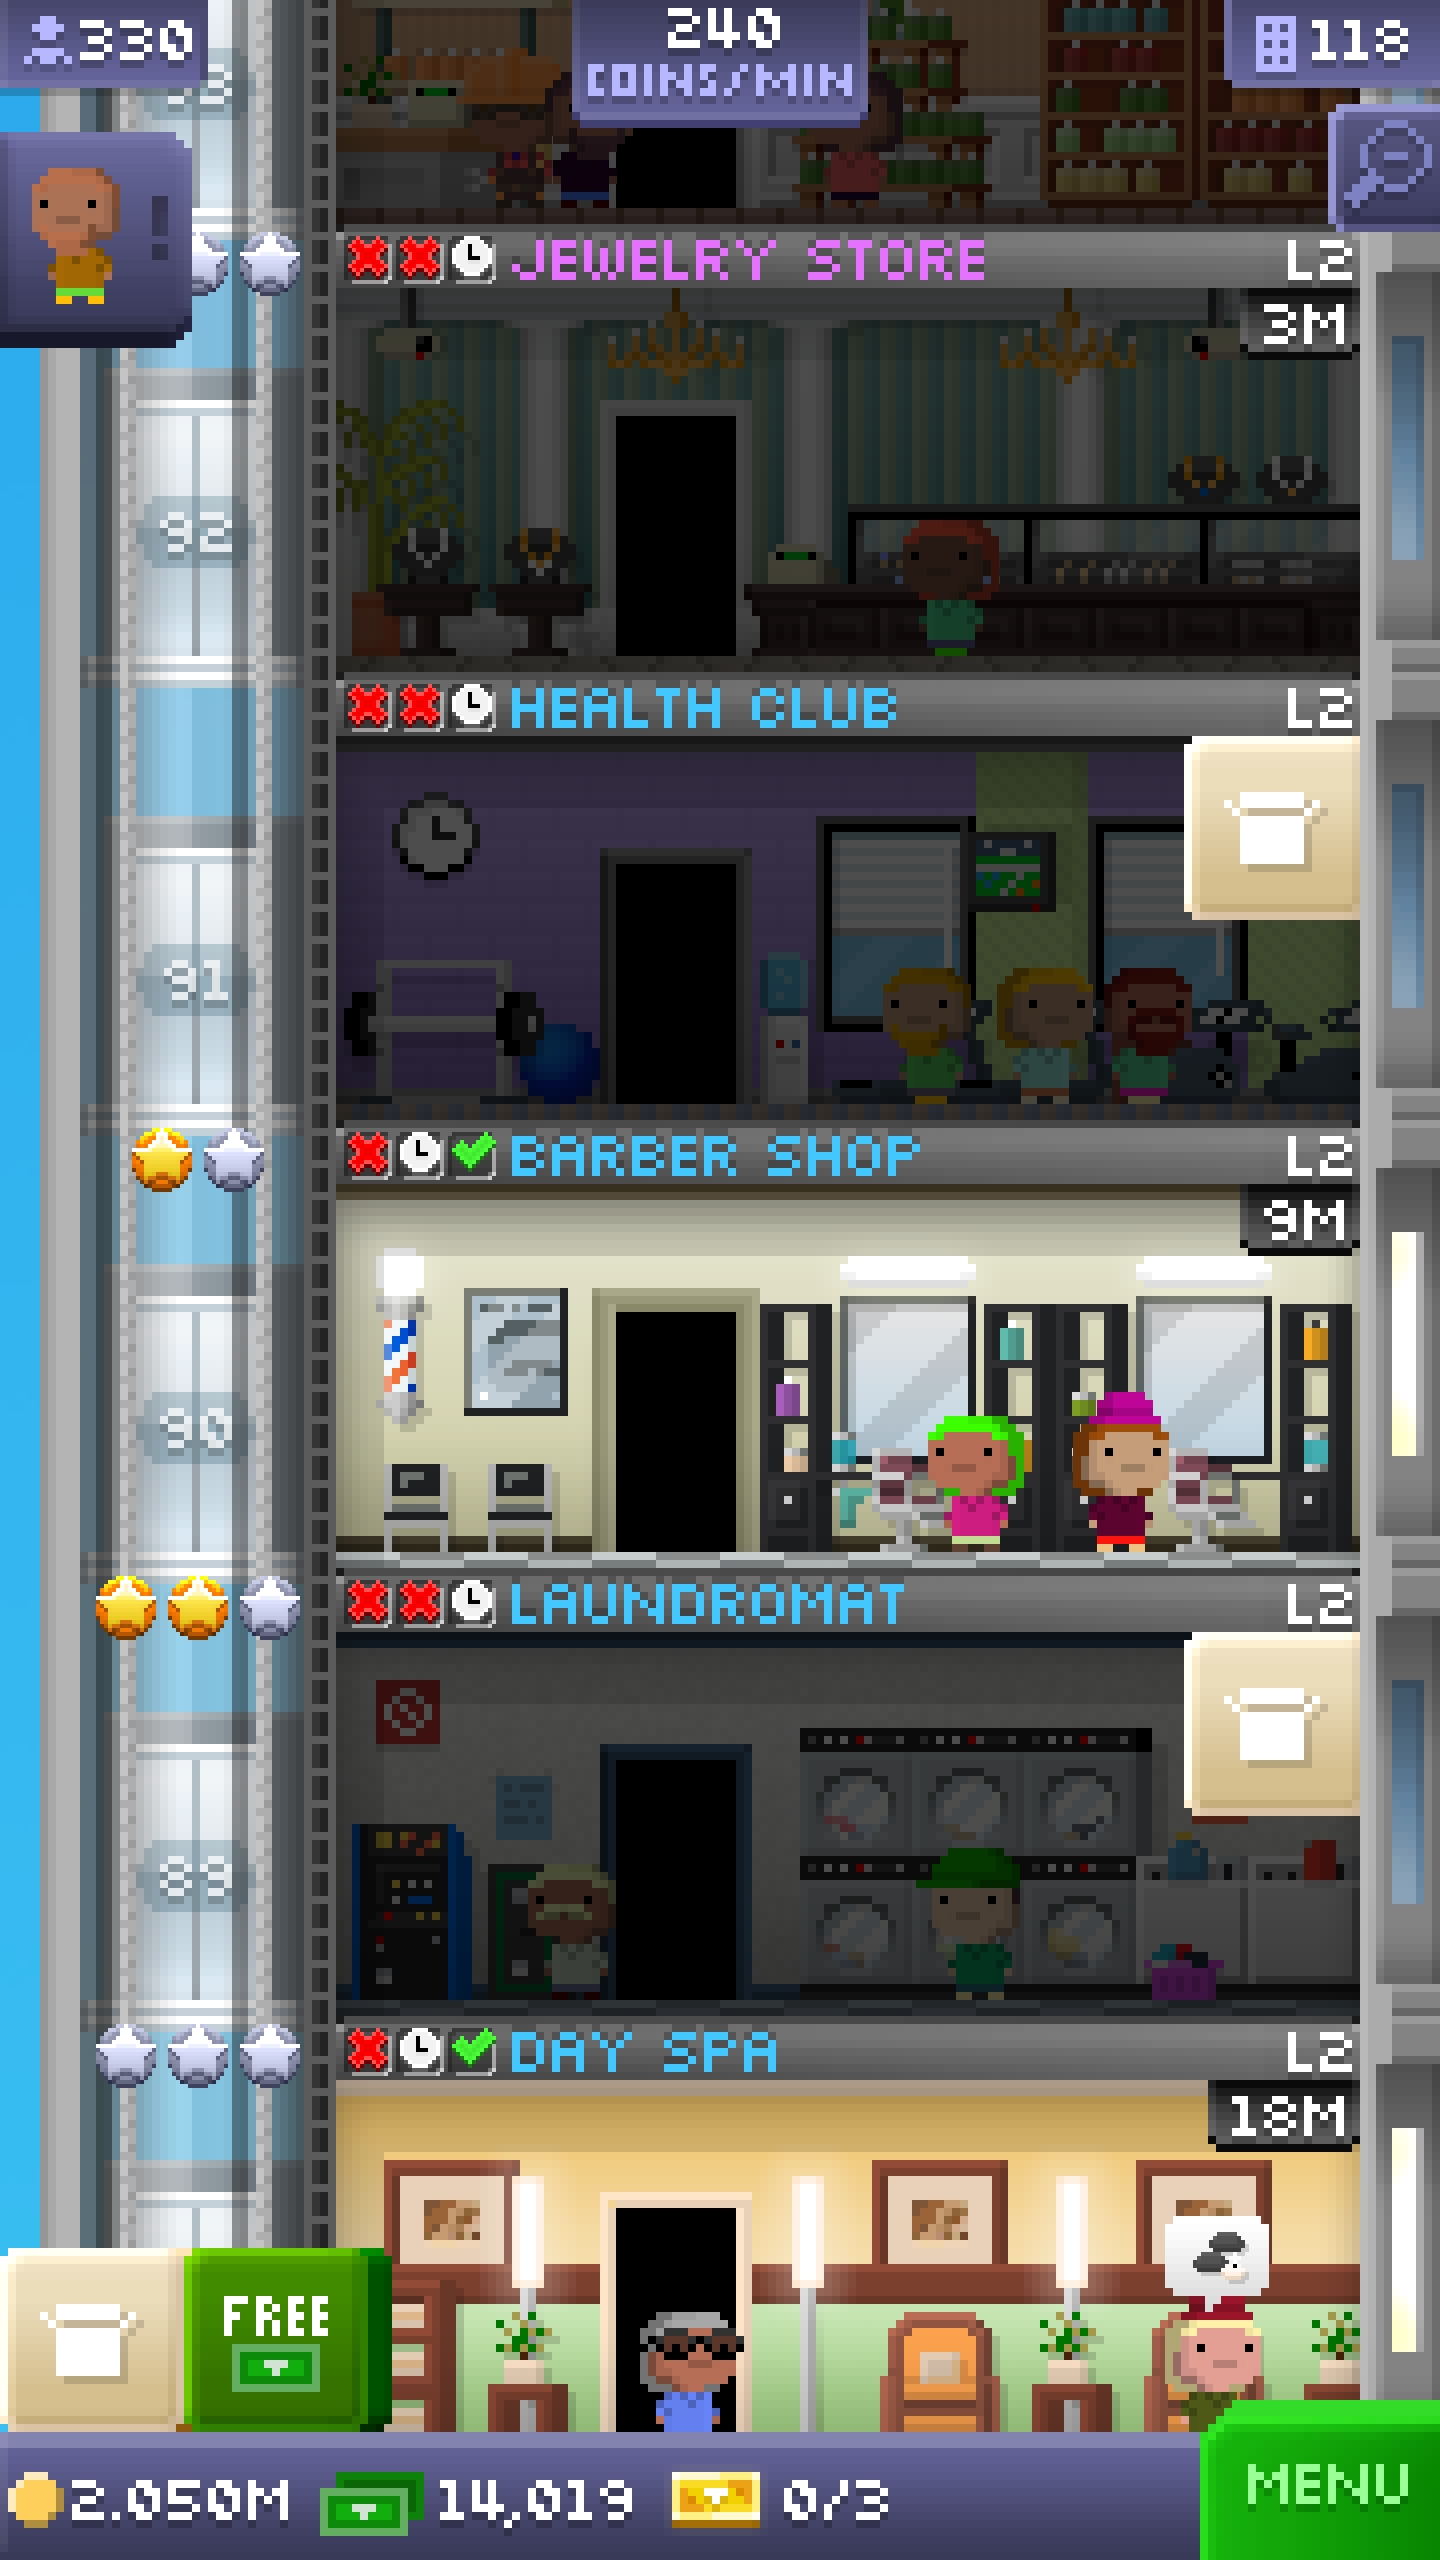 330
240
COINS/MIN
118
JEWELRY STORE L2
3M
92
HEALTH CLUB L2
91
BARBER SHOP L2
9M
90
LAUNDROMAT L2
89
DAY SPA L2
18M
FREE
2.050M 14,019 0/3
MENU